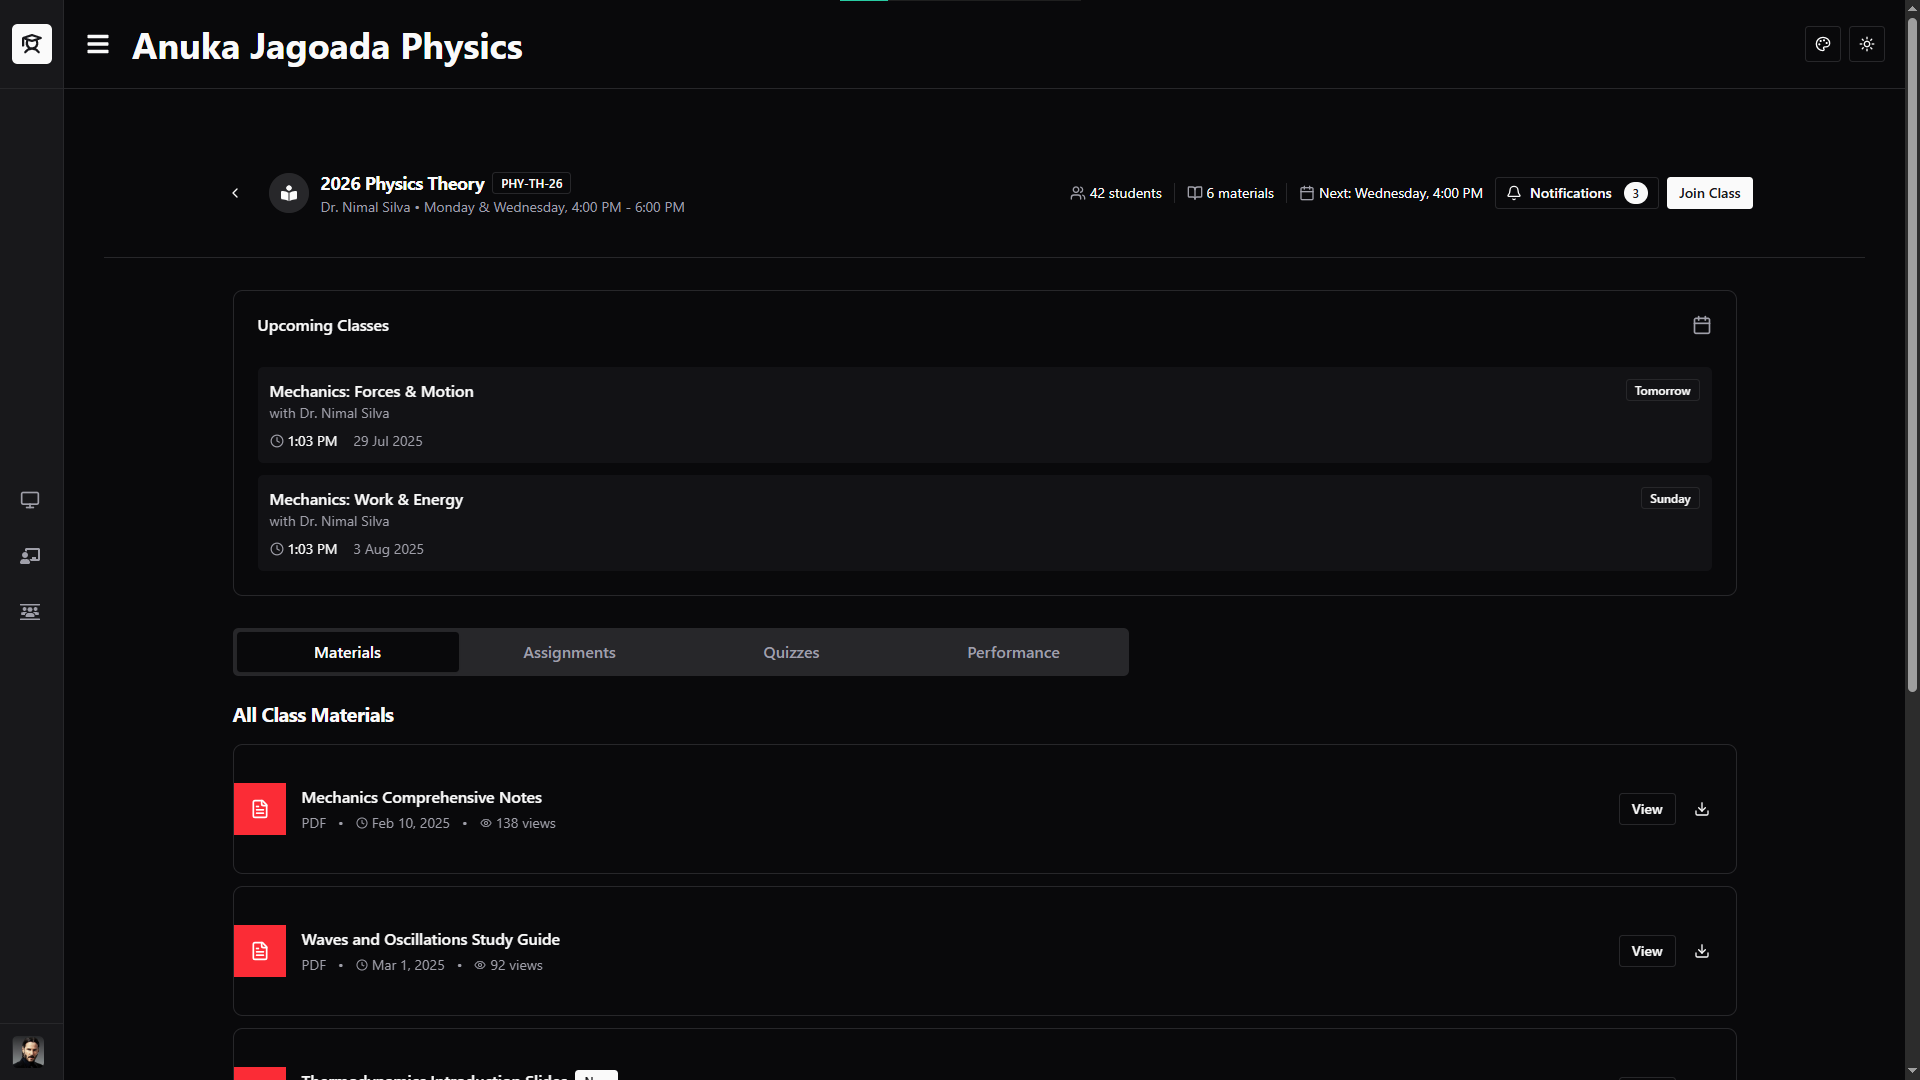 Anuka Jagoada Physics
2026 Physics Theory PHY-TH-26
Dr. Nimal Silva • Monday & Wednesday, 4:00 PM - 6:00 PM
42 students 6 materials Next: Wednesday, 4:00 PM Notifications 3 Join Class
Upcoming Classes
Mechanics: Forces & Motion Tomorrow
with Dr. Nimal Silva
1:03 PM 29 Jul 2025
Mechanics: Work & Energy Sunday
with Dr. Nimal Silva
1:03 PM 3 Aug 2025
Materials Assignments Quizzes Performance
All Class Materials
Mechanics Comprehensive Notes
PDF • Feb 10, 2025 • 138 views
View
Waves and Oscillations Study Guide
PDF • Mar 1, 2025 • 92 views
View
Thermodynamics Introduction Slides